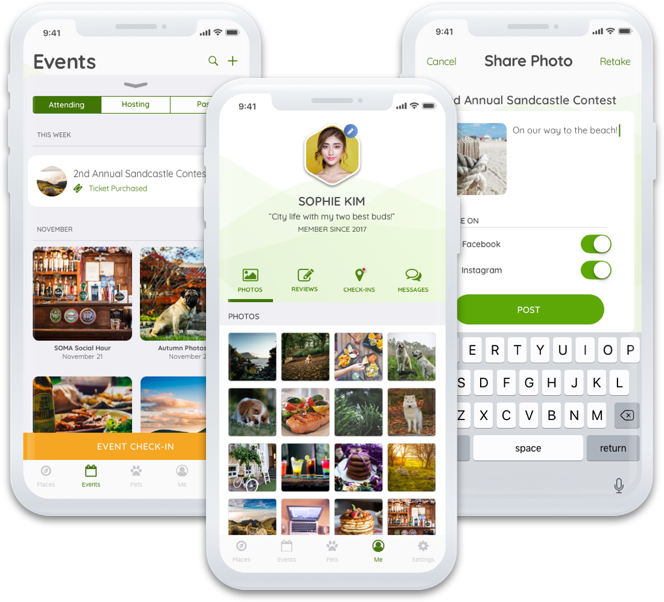 9:41
Events
Attending
Hosting
Pa
THIS WEEK
2nd Annual Sandcastle Contes
Ticket Purchased
NOVEMBER
SOMA Social Hour
November 21
Autumn Photos
November 2
EVENT CHECK-IN
Places
Events
Pets
Me
9:41
SOPHIE KIM
"City life with my two best buds!"
MEMBER SINCE 2017
PHOTOS
REVIEWS
CHECK-INS
MESSAGES
PHOTOS
Places
Events
Pets
Me
Settings
9:41
Cancel
Share Photo
Retake
d Annual Sandcastle Contest
On our way to the beach!
E ON
Facebook
Instagram
POST
E R T Y U I O P
S D F G H J K L
Z X C V B N M
space
return